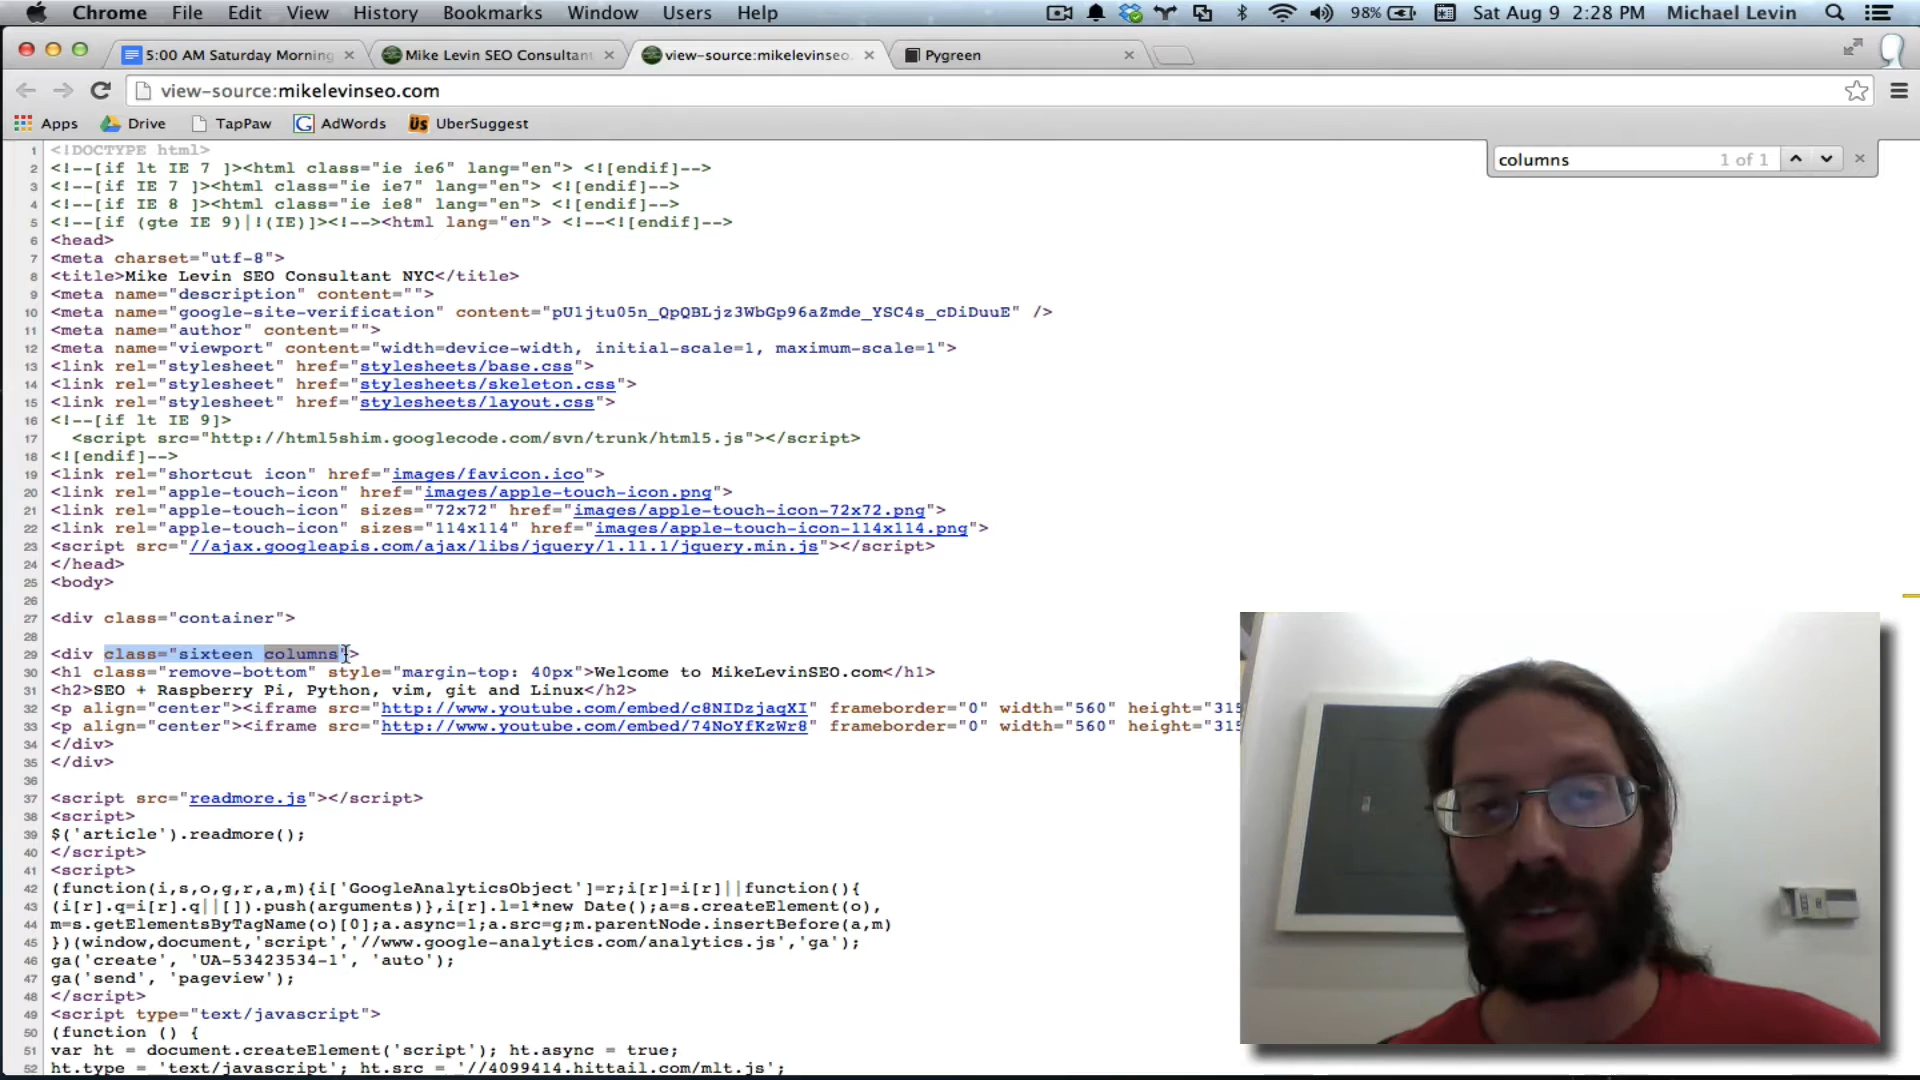 Chrome File Edit View History Bookmarks Window Users Help 98% Sat Aug 9 2:28 PM Michael Levin
5:00 AM Saturday Morning Mike Levin SEO Consultant view-source:mikelevinseo. Pygreen
view-source:mikelevinseo.com
Apps Drive TapPaw AdWords UberSuggest
columns 1 of 1
1 <!DOCTYPE html>
2 <!--[if lt IE 7 ]><html class="ie ie6" lang="en"> <![endif]-->
3 <!--[if IE 7 ]><html class="ie ie7" lang="en"> <![endif]-->
4 <!--[if IE 8 ]><html class="ie ie8" lang="en"> <![endif]-->
5 <!--[if (gte IE 9)|!(IE)]><!--><html lang="en"> <!--<![endif]-->
6 <head>
7 <meta charset="utf-8">
8 <title>Mike Levin SEO Consultant NYC</title>
9 <meta name="description" content="">
10 <meta name="google-site-verification" content="pU1jtu05n_QpQBLjz3WbGp96aZmde_YSC4s_cDiDuuE" />
11 <meta name="author" content="">
12 <meta name="viewport" content="width=device-width, initial-scale=1, maximum-scale=1">
13 <link rel="stylesheet" href="stylesheets/base.css">
14 <link rel="stylesheet" href="stylesheets/skeleton.css">
15 <link rel="stylesheet" href="stylesheets/layout.css">
16 <!--[if lt IE 9]>
17 <script src="http://html5shim.googlecode.com/svn/trunk/html5.js"></script>
18 <![endif]-->
19 <link rel="shortcut icon" href="images/favicon.ico">
20 <link rel="apple-touch-icon" href="images/apple-touch-icon.png">
21 <link rel="apple-touch-icon" sizes="72x72" href="images/apple-touch-icon-72x72.png">
22 <link rel="apple-touch-icon" sizes="114x114" href="images/apple-touch-icon-114x114.png">
23 <script src="//ajax.googleapis.com/ajax/libs/jquery/1.11.1/jquery.min.js"></script>
24 </head>
25 <body>
26
27 <div class="container">
28
29 <div class="sixteen columns">
30 <h1 class="remove-bottom" style="margin-top: 40px">Welcome to MikeLevinSEO.com</h1>
31 <h2>SEO + Raspberry Pi, Python, vim, git and Linux</h2>
32 <p align="center"><iframe src="http://www.youtube.com/embed/c8NIDzjaqXI" frameborder="0" width="560" height="315
33 <p align="center"><iframe src="http://www.youtube.com/embed/74NoYfKzWr8" frameborder="0" width="560" height="315
34 </div>
35 </div>
36
37 <script src="readmore.js"></script>
38 <script>
39 $('article').readmore();
40 </script>
41 <script>
42 (function(i,s,o,g,r,a,m){i['GoogleAnalyticsObject']=r;i[r]=i[r]||function(){
43 (i[r].q=i[r].q||[]).push(arguments)},i[r].l=1*new Date();a=s.createElement(o),
44 m=s.getElementsByTagName(o)[0];a.async=1;a.src=g;m.parentNode.insertBefore(a,m)
45 })(window,document,'script','//www.google-analytics.com/analytics.js','ga');
46 ga('create', 'UA-53423534-1', 'auto');
47 ga('send', 'pageview');
48 </script>
49 <script type="text/javascript">
50 (function () {
51 var ht = document.createElement('script'); ht.async = true;
52 ht.type = 'text/javascript'; ht.src = '//4099414.hittail.com/mlt.js';